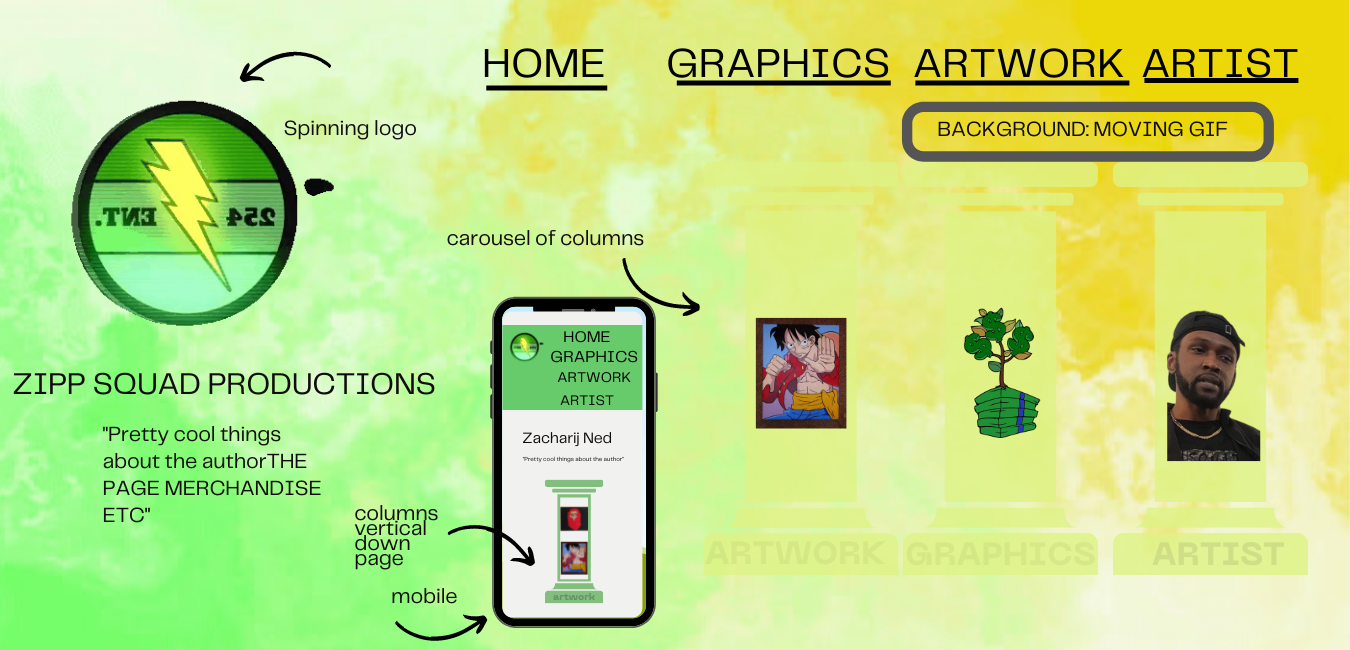 HOME GRAPHICS ARTWORK ARTIST
Spinning logo
BACKGROUND: MOVING GIF
254 ENT.
carousel of columns
ZIPP SQUAD PRODUCTIONS
"Pretty cool things
about the authorTHE
PAGE MERCHANDISE
ETC"
HOME
GRAPHICS
ARTWORK
ARTIST
Zacharij Ned
"Pretty cool things about the author"
columns
vertical
down
page
artwork
mobile
ARTWORK GRAPHICS ARTIST